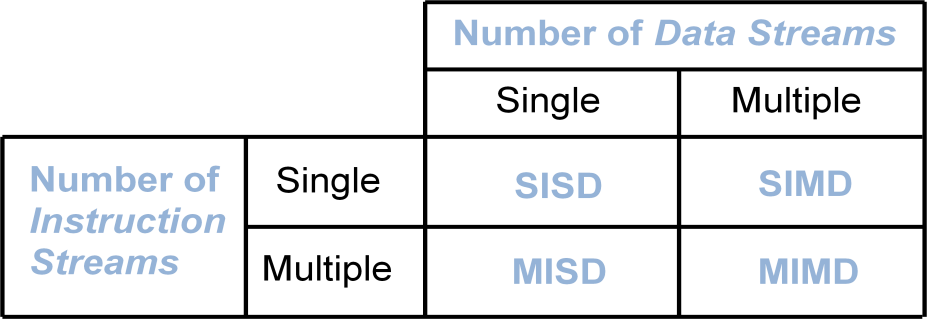 Number of Data Streams
Single Multiple
Number of
Instruction
Streams
Single SISD SIMD
Multiple MISD MIMD